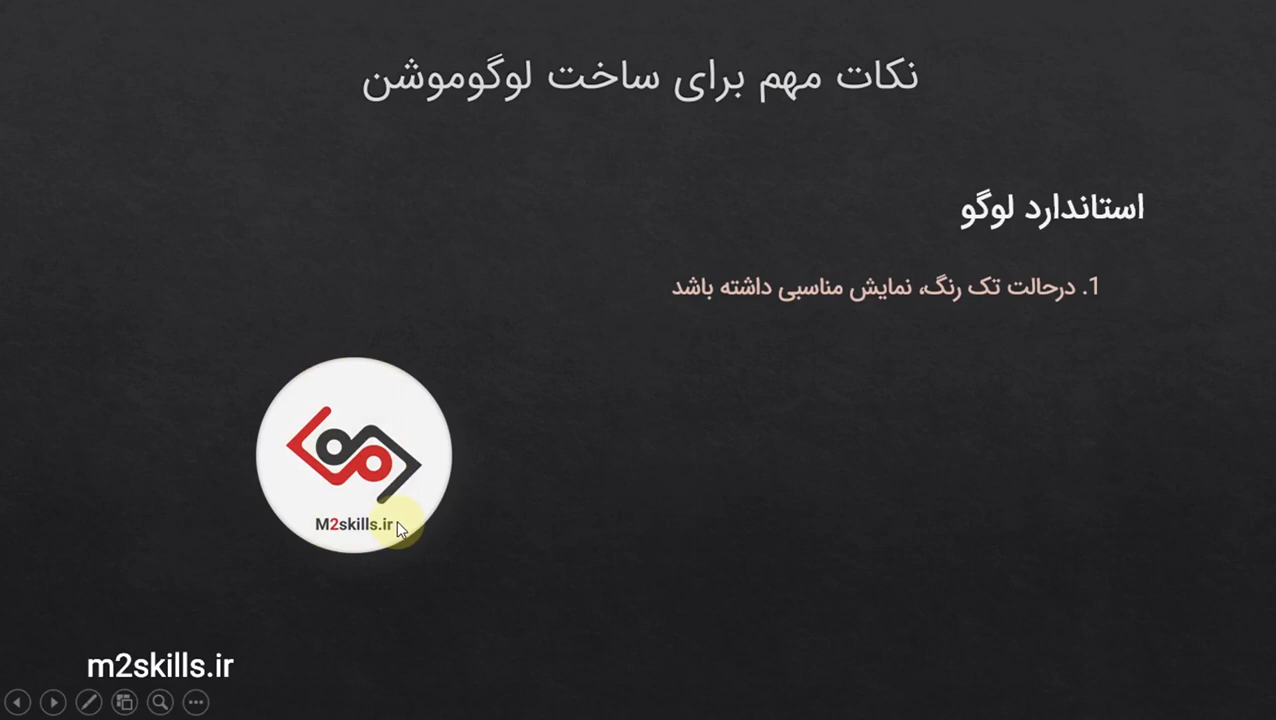 نکات مهم برای ساخت لوگوموشن
استاندارد لوگو
1. درحالت تک رنگ، نمایش مناسبی داشته باشد
M2skills.ir
m2skills.ir